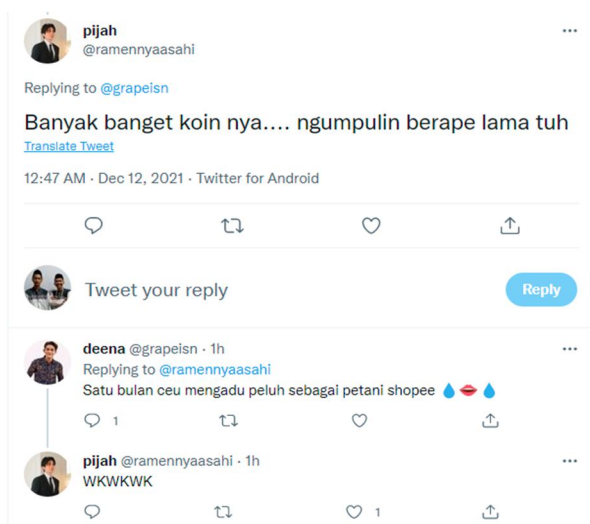 pijah
@ramennyaasahi
Replying to @grapeisn
Banyak banget koin nya.... ngumpulin berape lama tuh
Translate Tweet
12:47 AM · Dec 12, 2021 · Twitter for Android
Tweet your reply
Reply
deena @grapeisn · 1h
Replying to @ramennyaasahi
Satu bulan ceu mengadu peluh sebagai petani shopee 💧👄💧
1
pijah @ramennyaasahi · 1h
WKWKWK
1